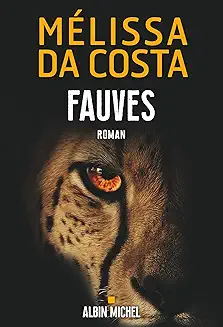 MÉLISSA
DA COSTA
FAUVES
ROMAN
ALBIN MICHEL